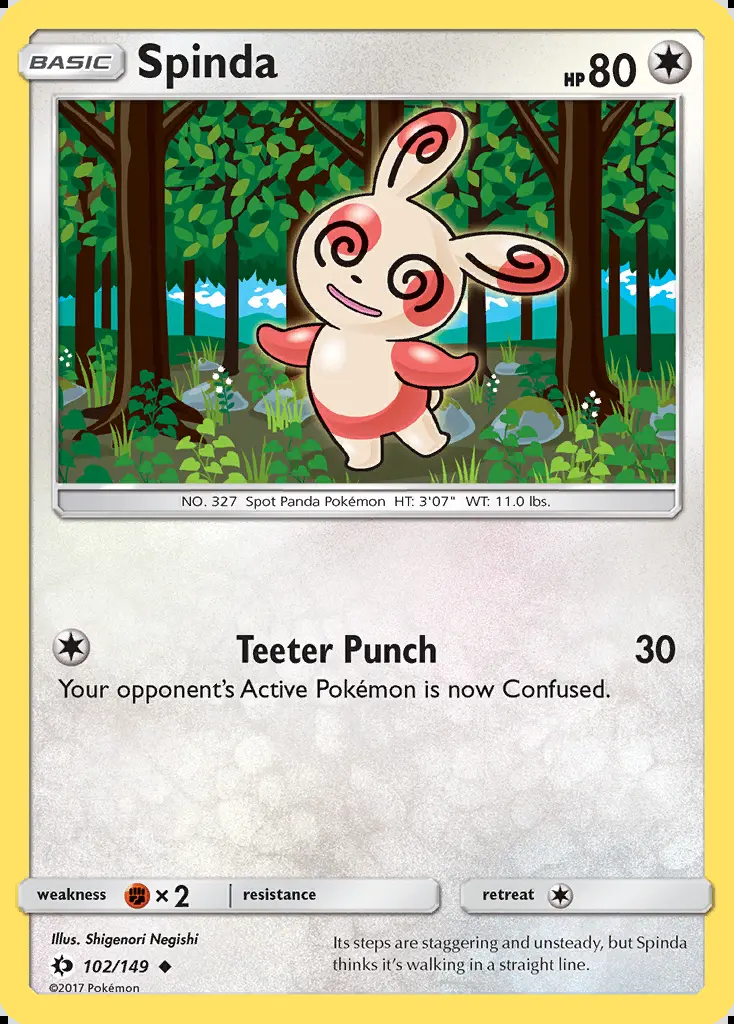 BASIC Spinda HP 80
NO. 327 Spot Panda Pokémon HT: 3'07" WT: 11.0 lbs.
Teeter Punch 30
Your opponent's Active Pokémon is now Confused.
weakness × 2 resistance retreat
Illus. Shigenori Negishi
102/149
©2017 Pokémon
Its steps are staggering and unsteady, but Spinda
thinks it's walking in a straight line.